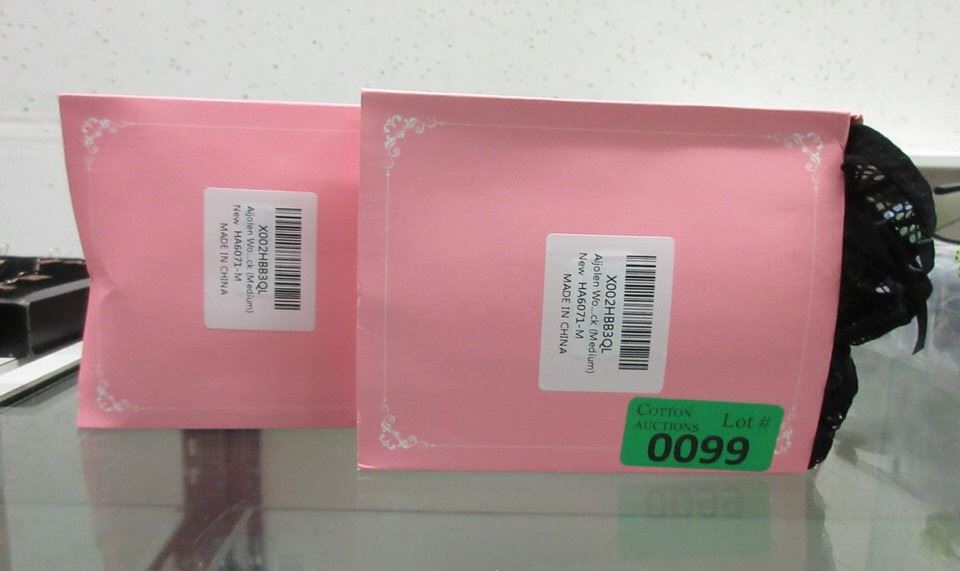 X002HBB3QL
Aijolen Wo...ck (Medium)
New HA6071-M
MADE IN CHINA
X002HBB3QL
Aijolen Wo...ck (Medium)
New HA6071-M
MADE IN CHINA
COTTON
AUCTIONS
Lot #
0099